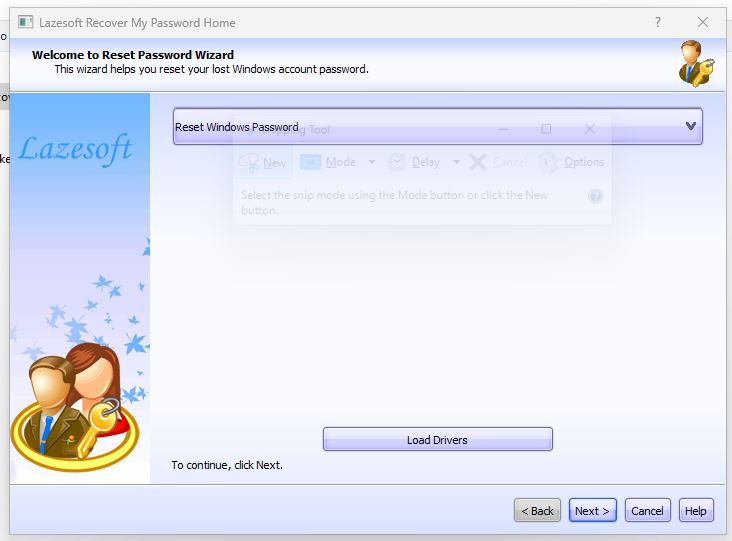 Lazesoft Recover My Password Home
?
Welcome to Reset Password Wizard
This wizard helps you reset your lost Windows account password.
Lazesoft
Reset Windows Password
Tool
New Mode Delay Cancel Options
Select the snip mode using the Mode button or click the New
button.
?
Load Drivers
To continue, click Next.
< Back Next > Cancel Help